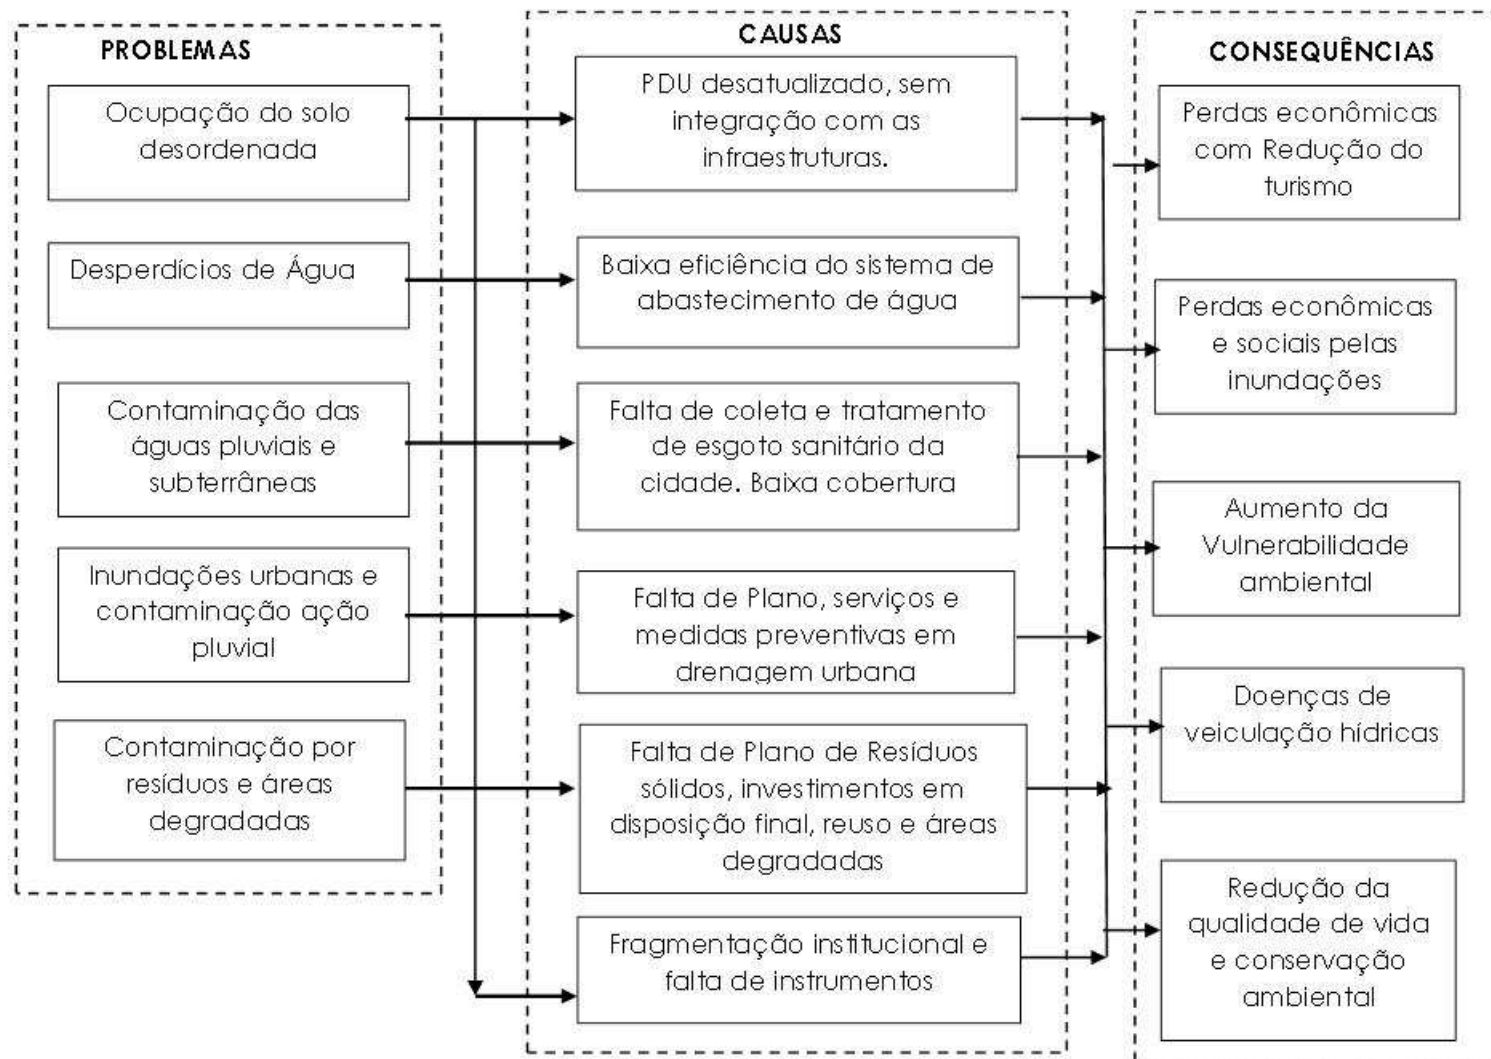 PROBLEMAS
Ocupação do solo
desordenada
Desperdícios de Água
Contaminação das
águas pluviais e
subterrâneas
Inundações urbanas e
contaminação ação
pluvial
Contaminação por
resíduos e áreas
degradadas
CAUSAS
PDU desatualizado, sem
integração com as
infraestruturas.
Baixa eficiência do sistema de
abastecimento de água
Falta de coleta e tratamento
de esgoto sanitário da
cidade. Baixa cobertura
Falta de Plano, serviços e
medidas preventivas em
drenagem urbana
Falta de Plano de Resíduos
sólidos, investimentos em
disposição final, reuso e áreas
degradadas
Fragmentação institucional e
falta de instrumentos
CONSEQUÊNCIAS
Perdas econômicas
com Redução do
turismo
Perdas econômicas
e sociais pelas
inundações
Aumento da
Vulnerabilidade
ambiental
Doenças de
veiculação hídricas
Redução da
qualidade de vida
e conservação
ambiental